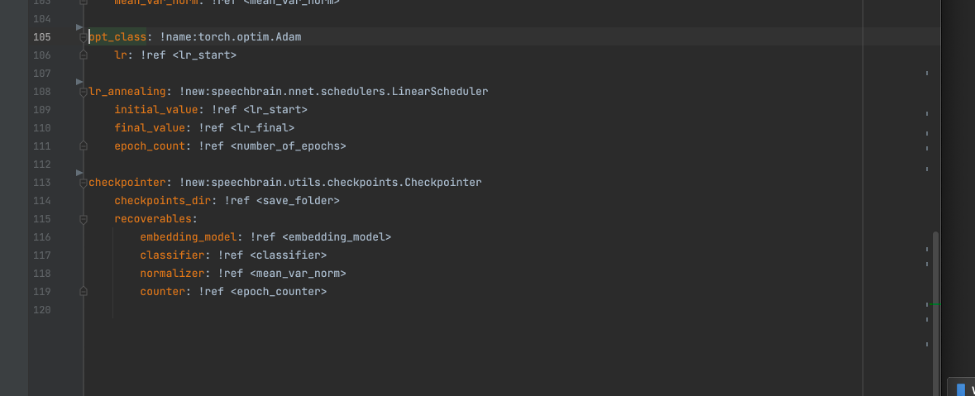 103 mean_var_norm: !ref <mean_var_norm>
104
105 opt_class: !name:torch.optim.Adam
106 lr: !ref <lr_start>
107
108 lr_annealing: !new:speechbrain.nnet.schedulers.LinearScheduler
109 initial_value: !ref <lr_start>
110 final_value: !ref <lr_final>
111 epoch_count: !ref <number_of_epochs>
112
113 checkpointer: !new:speechbrain.utils.checkpoints.Checkpointer
114 checkpoints_dir: !ref <save_folder>
115 recoverables:
116 embedding_model: !ref <embedding_model>
117 classifier: !ref <classifier>
118 normalizer: !ref <mean_var_norm>
119 counter: !ref <epoch_counter>
120